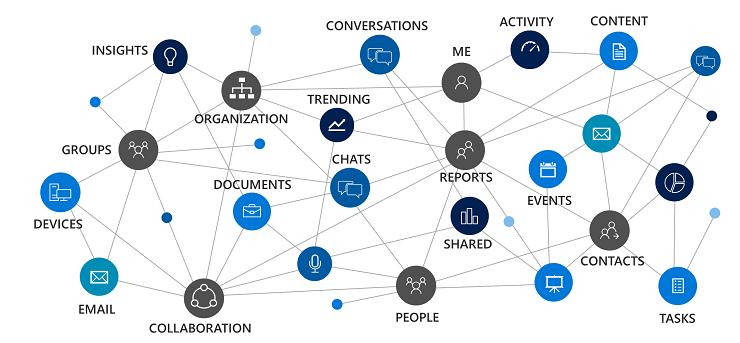 CONVERSATIONS
ACTIVITY
CONTENT
INSIGHTS
ME
TRENDING
ORGANIZATION
GROUPS
CHATS
REPORTS
DOCUMENTS
EVENTS
DEVICES
SHARED
CONTACTS
EMAIL
PEOPLE
TASKS
COLLABORATION